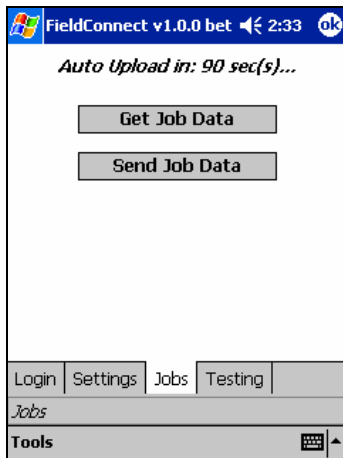 FieldConnect v1.0.0 bet 2:33 ok
Auto Upload in: 90 sec(s)...
Get Job Data
Send Job Data
Login Settings Jobs Testing
Jobs
Tools